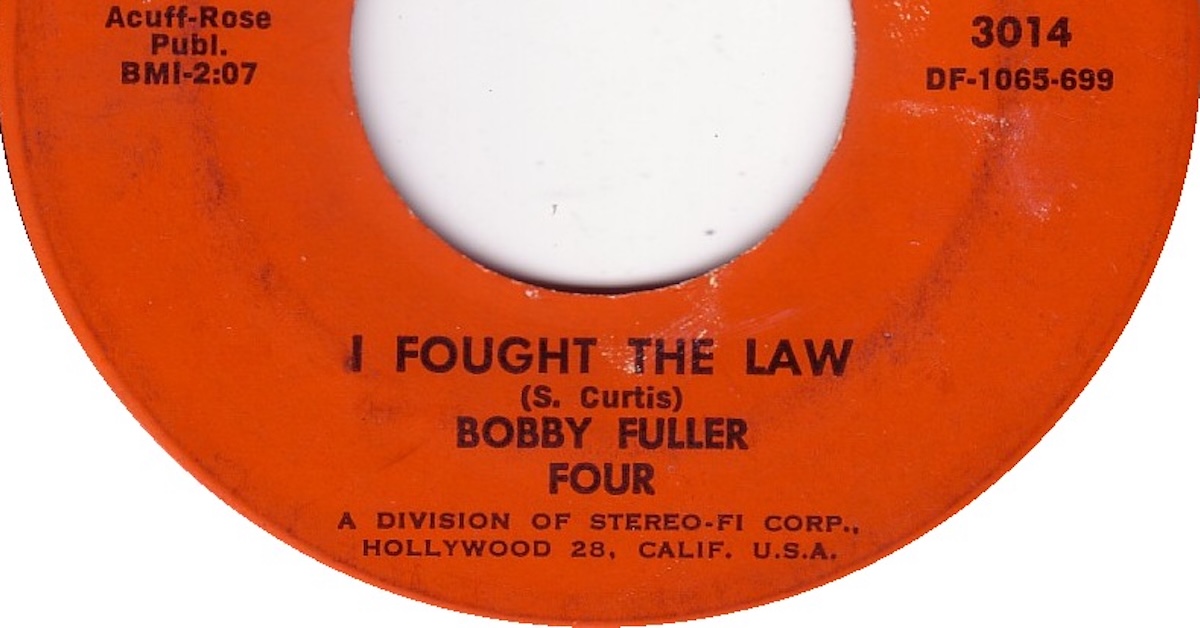 Acuff-Rose
Publ.
BMI-2:07
3014
DF-1065-699
I FOUGHT THE LAW
(S. Curtis)
BOBBY FULLER
FOUR
A DIVISION OF STEREO-FI CORP.,
HOLLYWOOD 28, CALIF. U.S.A.